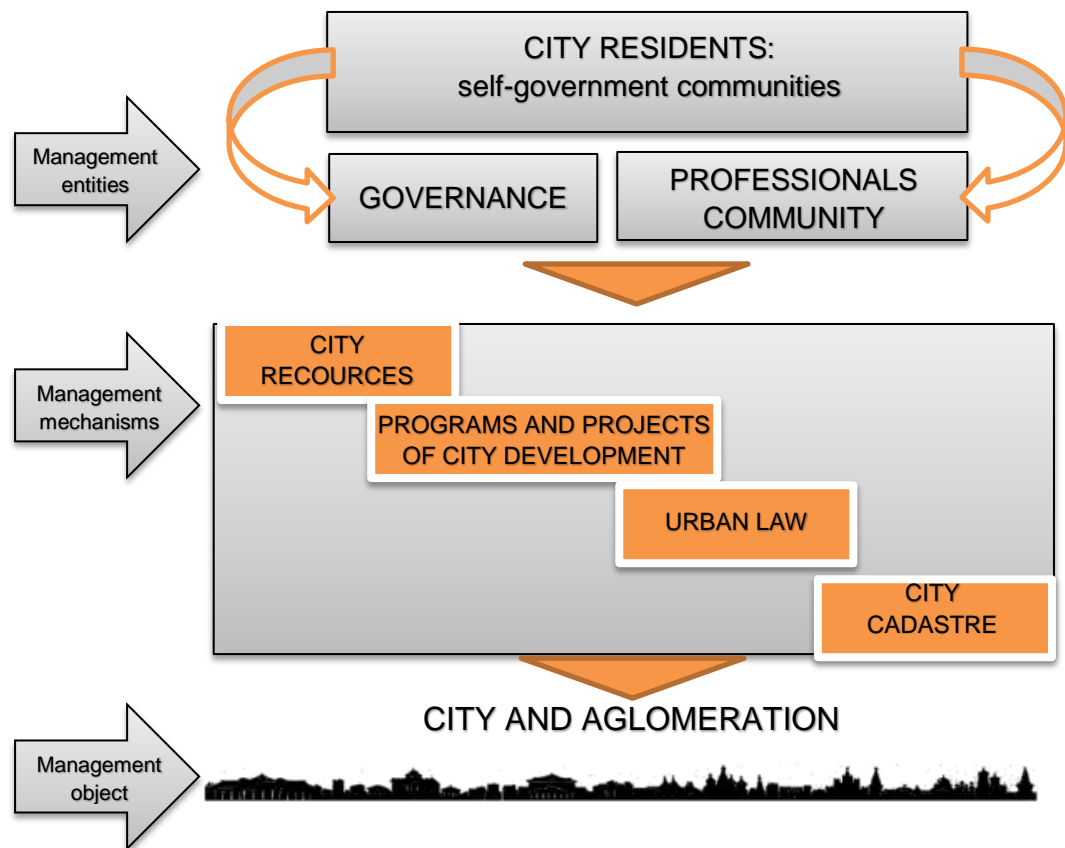 CITY RESIDENTS:
self-government communities
Management
entities
GOVERNANCE
PROFESSIONALS
COMMUNITY
Management
mechanisms
CITY
RECOURCES
PROGRAMS AND PROJECTS
OF CITY DEVELOPMENT
URBAN LAW
CITY
CADASTRE
CITY AND AGLOMERATION
Management
object